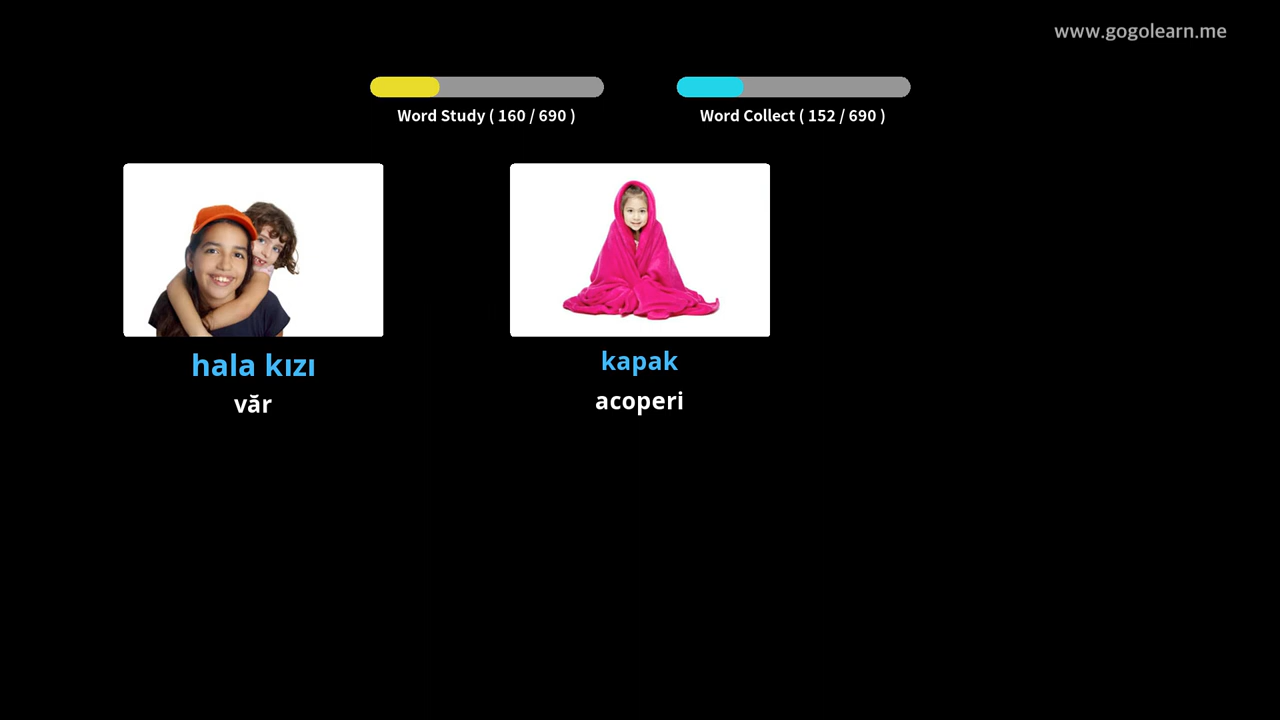 www.gogolearn.me
Word Study ( 160 / 690 )
Word Collect ( 152 / 690 )
hala kızı
văr
kapak
acoperi